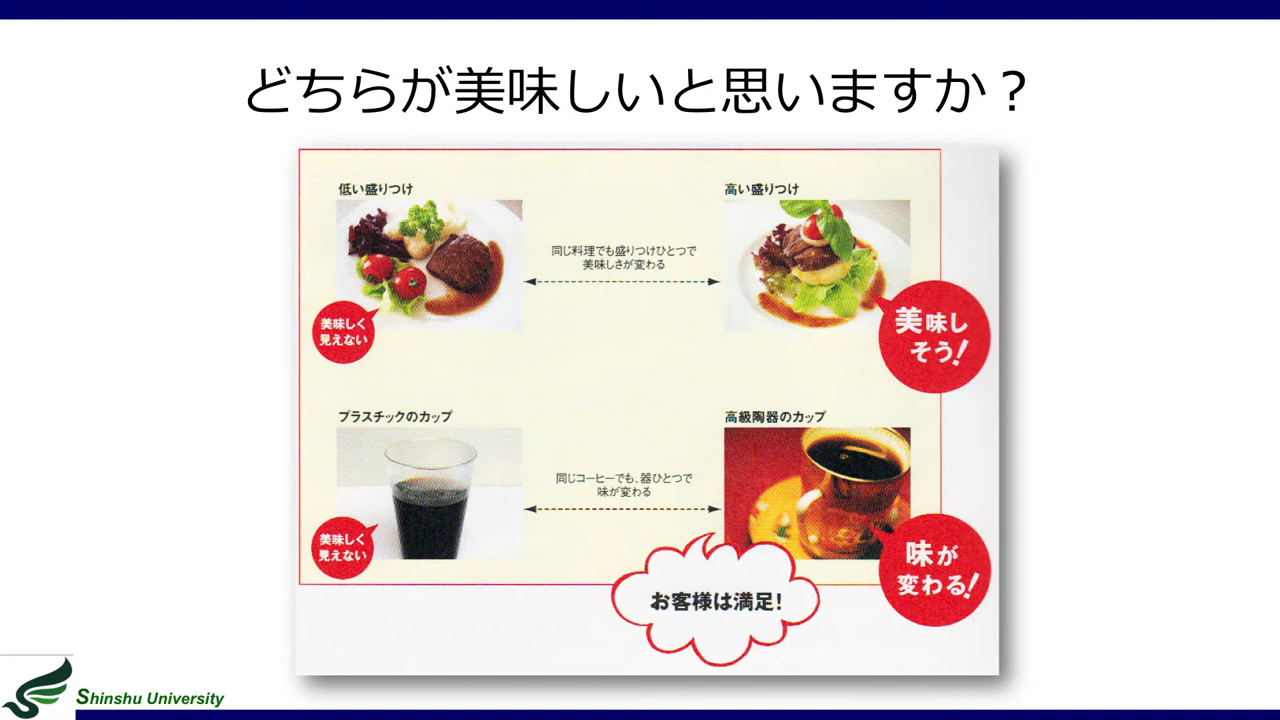 どちらが美味しいと思いますか？
低い盛りつけ
高い盛りつけ
同じ料理でも盛りつけひとつで
美味しさが変わる
美味しく
見えない
美味し
そう!
プラスチックのカップ
高級陶器のカップ
同じコーヒーでも、器ひとつで
味が変わる
美味しく
見えない
味が
変わる!
お客様は満足!
Shinshu University